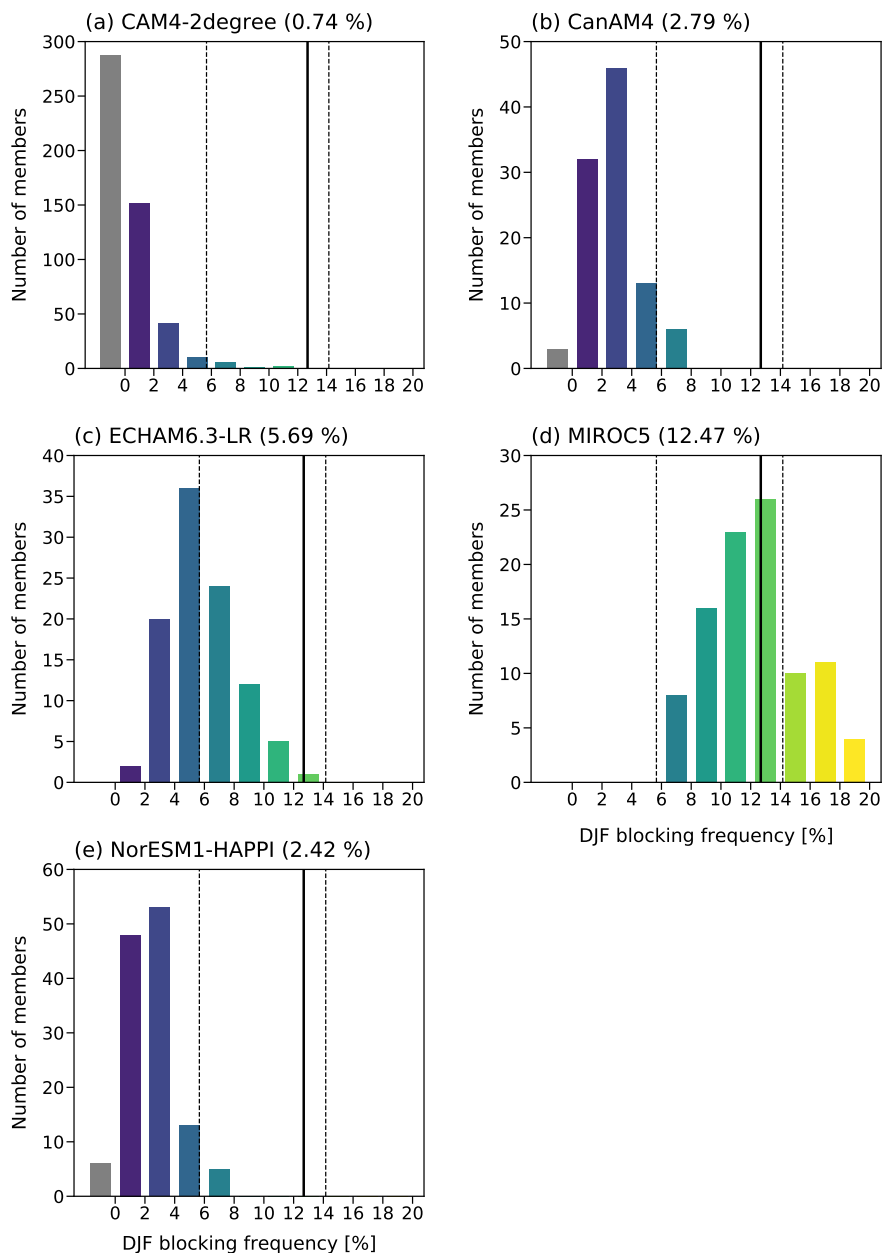 (a) CAM4-2degree (0.74 %)
300
250
200
150
100
50
0
Number of members
0 2 4 6 8 10 12 14 16 18 20
(b) CanAM4 (2.79 %)
50
40
30
20
10
0
Number of members
0 2 4 6 8 10 12 14 16 18 20
(c) ECHAM6.3-LR (5.69 %)
40
35
30
25
20
15
10
5
0
Number of members
0 2 4 6 8 10 12 14 16 18 20
(d) MIROC5 (12.47 %)
30
25
20
15
10
5
0
Number of members
0 2 4 6 8 10 12 14 16 18 20
DJF blocking frequency [%]
(e) NorESM1-HAPPI (2.42 %)
60
50
40
30
20
10
0
Number of members
0 2 4 6 8 10 12 14 16 18 20
DJF blocking frequency [%]